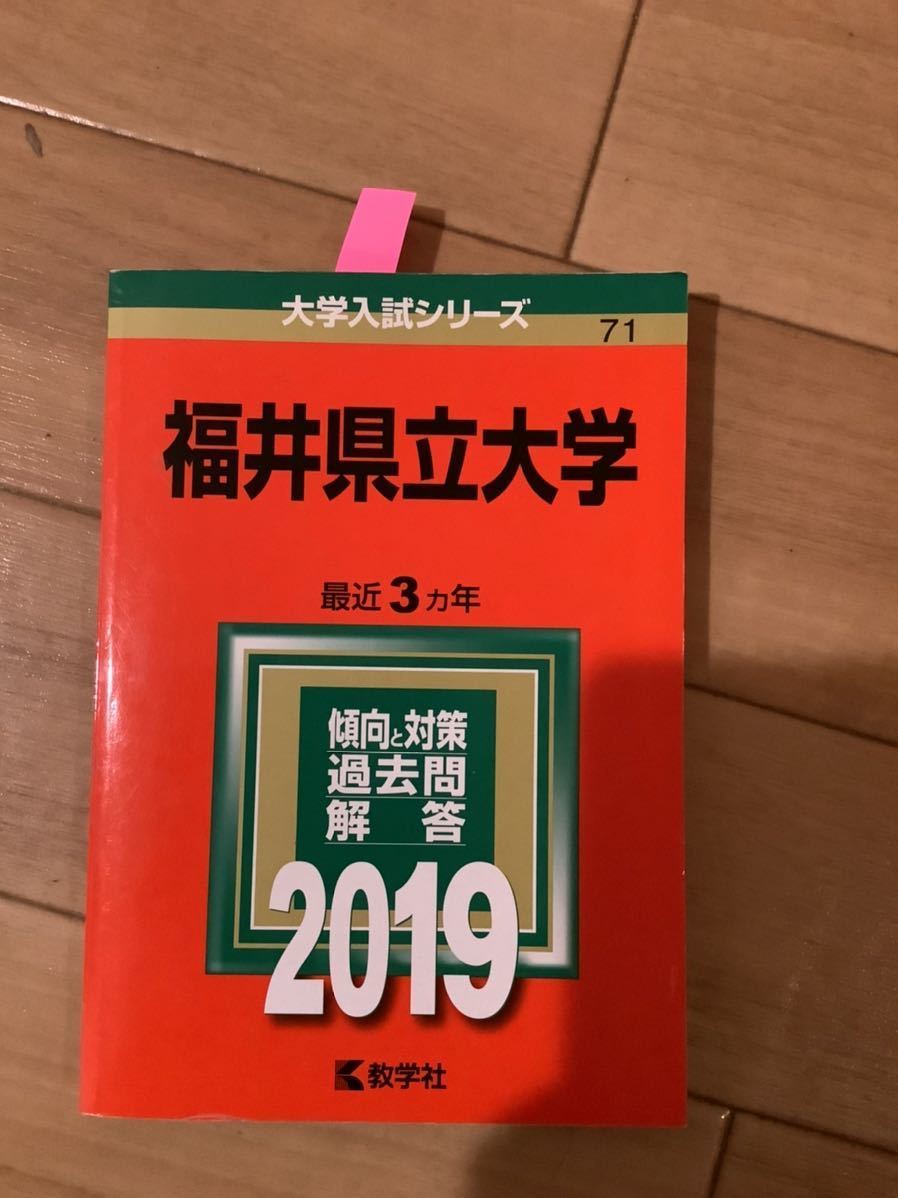 大学入試シリーズ
71
福井県立大学
最近3カ年
傾向と対策
過去問
解答
2019
教学社